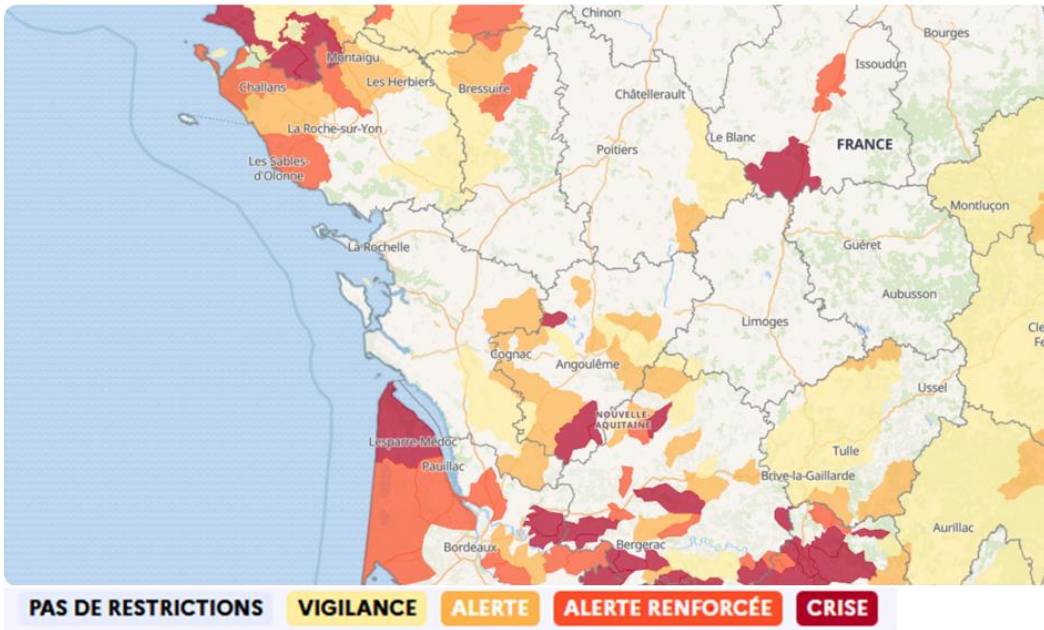 Chinon
Bourges
Montaigu
Issoudun
Challans
Les Herbiers
Bressuire
Châtellerault
La Roche-sur-Yon
Le Blanc
FRANCE
Poitiers
Les Sables-
d'Olonne
Montluçon
La Rochelle
Guéret
Aubusson
Limoges
Cle
Fe
Cognac
Angoulême
Ussel
NOUVELLE-
AQUITAINE
Lesparre-Médoc
Tulle
Pauillac
Brive-la-Gaillarde
Aurillac
Bordeaux
Bergerac
PAS DE RESTRICTIONS VIGILANCE ALERTE ALERTE RENFORCÉE CRISE